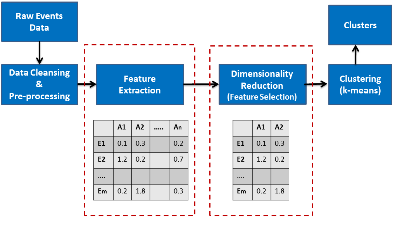 Raw Events
Data
Data Cleansing
&
Pre-processing
Feature
Extraction
Dimensionality
Reduction
(Feature Selection)
Clustering
(k-means)
Clusters
A1 A2 ..... An
E1 0.1 0.3 0.2
E2 1.2 0.2 0.7
....
Em 0.2 1.8 0.3
A1 A2
E1 0.1 0.3
E2 1.2 0.2
....
Em 0.2 1.8